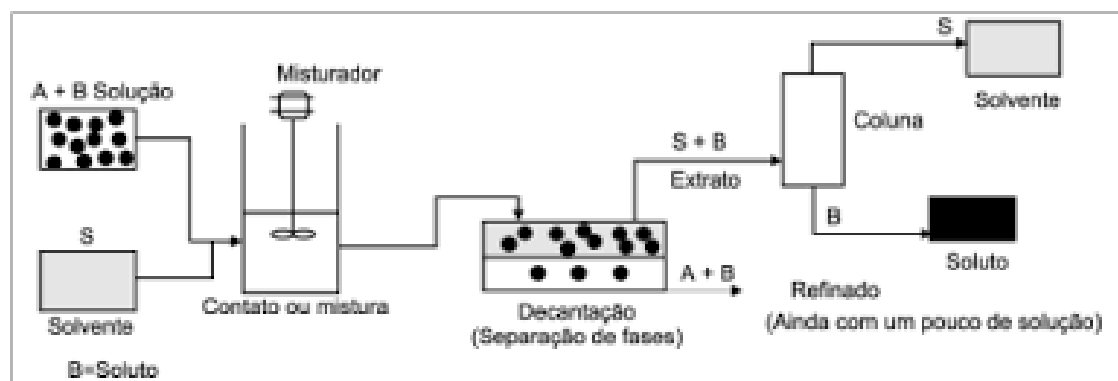 Misturador
A + B Solução
S
Solvente
Contato ou mistura
B=Soluto
Decantação
(Separação de fases)
S + B
Extrato
A + B
Coluna
S
Solvente
B
Soluto
Refinado
(Ainda com um pouco de solução)